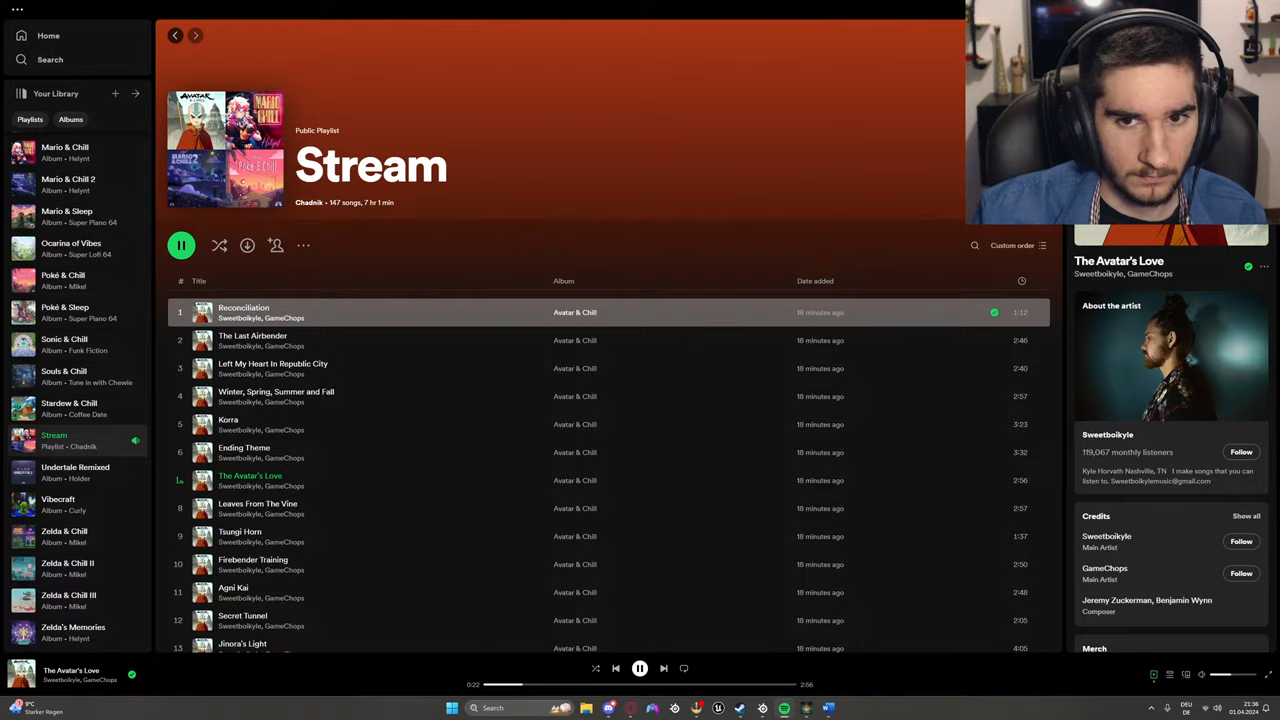 Home
Search
Your Library
Playlists
Albums
Mario & Chill
Album • Helynt
Mario & Chill 2
Album • Helynt
Mario & Sleep
Album • Super Piano 64
Ocarina of Vibes
Album • Super Lofi 64
Poké & Chill
Album • Mikel
Poké & Sleep
Album • Super Piano 64
Sonic & Chill
Album • Funk Fiction
Souls & Chill
Album • Tune in with Chewie
Stardew & Chill
Album • Coffee Date
Stream
Playlist • Chadnik
Undertale Remixed
Album • Holder
Vibecraft
Album • Curly
Zelda & Chill
Album • Mikel
Zelda & Chill II
Album • Mikel
Zelda & Chill III
Album • Mikel
Zelda's Memories
Album • Helynt
AVATAR & CHILL
MARIO & CHILL
Helynt
MARIO & CHILL 2
Poké & Chill
Public Playlist
Stream
Chadnik • 147 songs, 7 hr 1 min
Custom order
# Title Album Date added
1 Reconciliation Avatar & Chill 18 minutes ago 1:12
Sweetboikyle, GameChops
2 The Last Airbender Avatar & Chill 18 minutes ago 2:46
Sweetboikyle, GameChops
3 Left My Heart In Republic City Avatar & Chill 18 minutes ago 2:40
Sweetboikyle, GameChops
4 Winter, Spring, Summer and Fall Avatar & Chill 18 minutes ago 2:57
Sweetboikyle, GameChops
5 Korra Avatar & Chill 18 minutes ago 3:23
Sweetboikyle, GameChops
6 Ending Theme Avatar & Chill 18 minutes ago 3:32
Sweetboikyle, GameChops
The Avatar's Love Avatar & Chill 18 minutes ago 2:56
Sweetboikyle, GameChops
8 Leaves From The Vine Avatar & Chill 18 minutes ago 2:57
Sweetboikyle, GameChops
9 Tsungi Horn Avatar & Chill 18 minutes ago 1:37
Sweetboikyle, GameChops
10 Firebender Training Avatar & Chill 18 minutes ago 2:50
Sweetboikyle, GameChops
11 Agni Kai Avatar & Chill 18 minutes ago 2:48
Sweetboikyle, GameChops
12 Secret Tunnel Avatar & Chill 18 minutes ago 2:05
Sweetboikyle, GameChops
13 Jinora's Light Avatar & Chill 18 minutes ago 4:05
The Avatar's Love
Sweetboikyle, GameChops
About the artist
Sweetboikyle
119,067 monthly listeners Follow
Kyle Horvath Nashville, TN I make songs that you can
listen to. Sweetboikylemusic@gmail.com
Credits Show all
Sweetboikyle
Main Artist Follow
GameChops
Main Artist Follow
Jeremy Zuckerman, Benjamin Wynn
Composer
Merch
The Avatar's Love
Sweetboikyle, GameChops
0:22 2:56
9°C
Starker Regen
Search
DEU
DE
21:36
01.04.2024